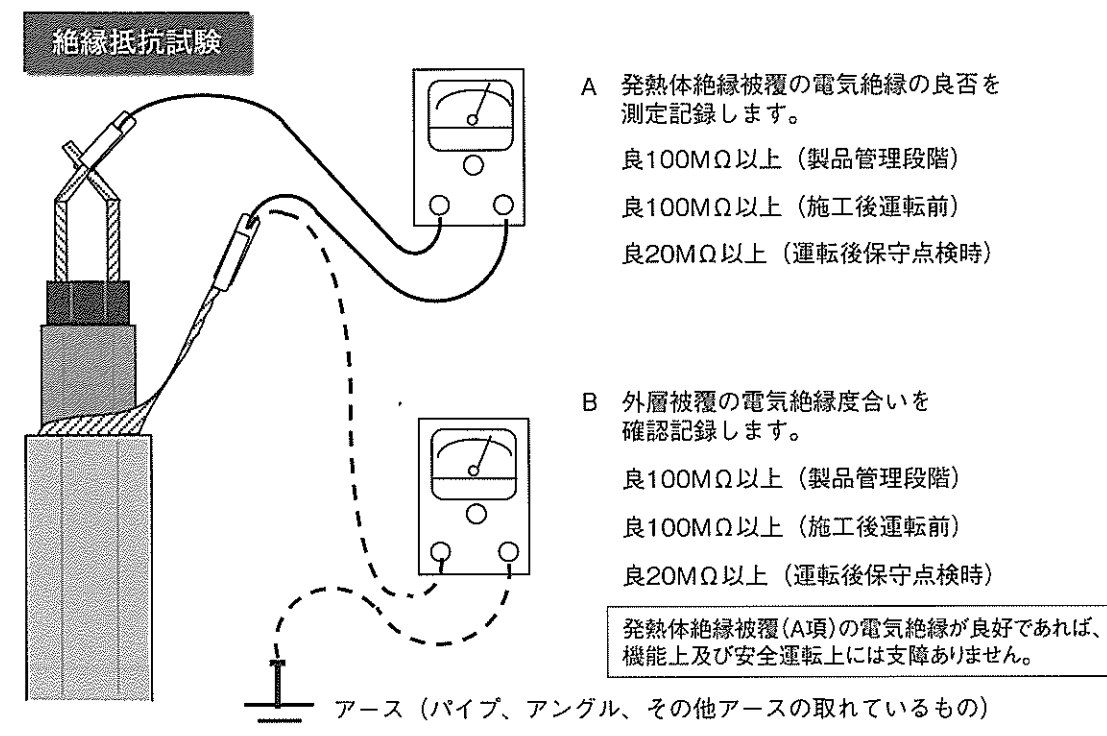 絶縁抵抗試験
A 発熱体絶縁被覆の電気絶縁の良否を
測定記録します。
良100MΩ以上（製品管理段階）
良100MΩ以上（施工後運転前）
良20MΩ以上（運転後保守点検時）
B 外層被覆の電気絶縁度合いを
確認記録します。
良100MΩ以上（製品管理段階）
良100MΩ以上（施工後運転前）
良20MΩ以上（運転後保守点検時）
発熱体絶縁被覆(A項)の電気絶縁が良好であれば、
機能上及び安全運転上には支障ありません。
アース（パイプ、アングル、その他アースの取れているもの）